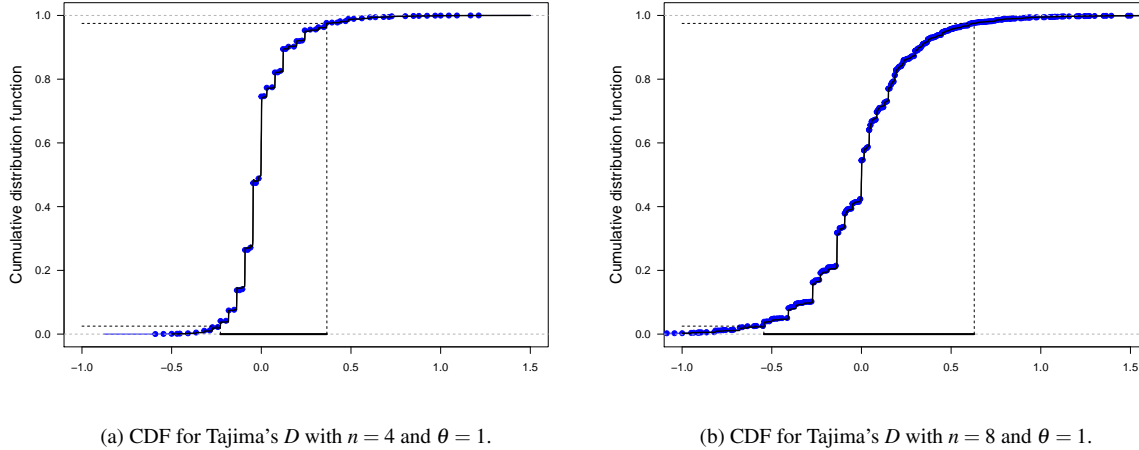 Cumulative distribution function
1.0
0.8
0.6
0.4
0.2
0.0
−1.0 −0.5 0.0 0.5 1.0 1.5
(a) CDF for Tajima's D with n = 4 and θ = 1.
Cumulative distribution function
1.0
0.8
0.6
0.4
0.2
0.0
−1.0 −0.5 0.0 0.5 1.0 1.5
(b) CDF for Tajima's D with n = 8 and θ = 1.